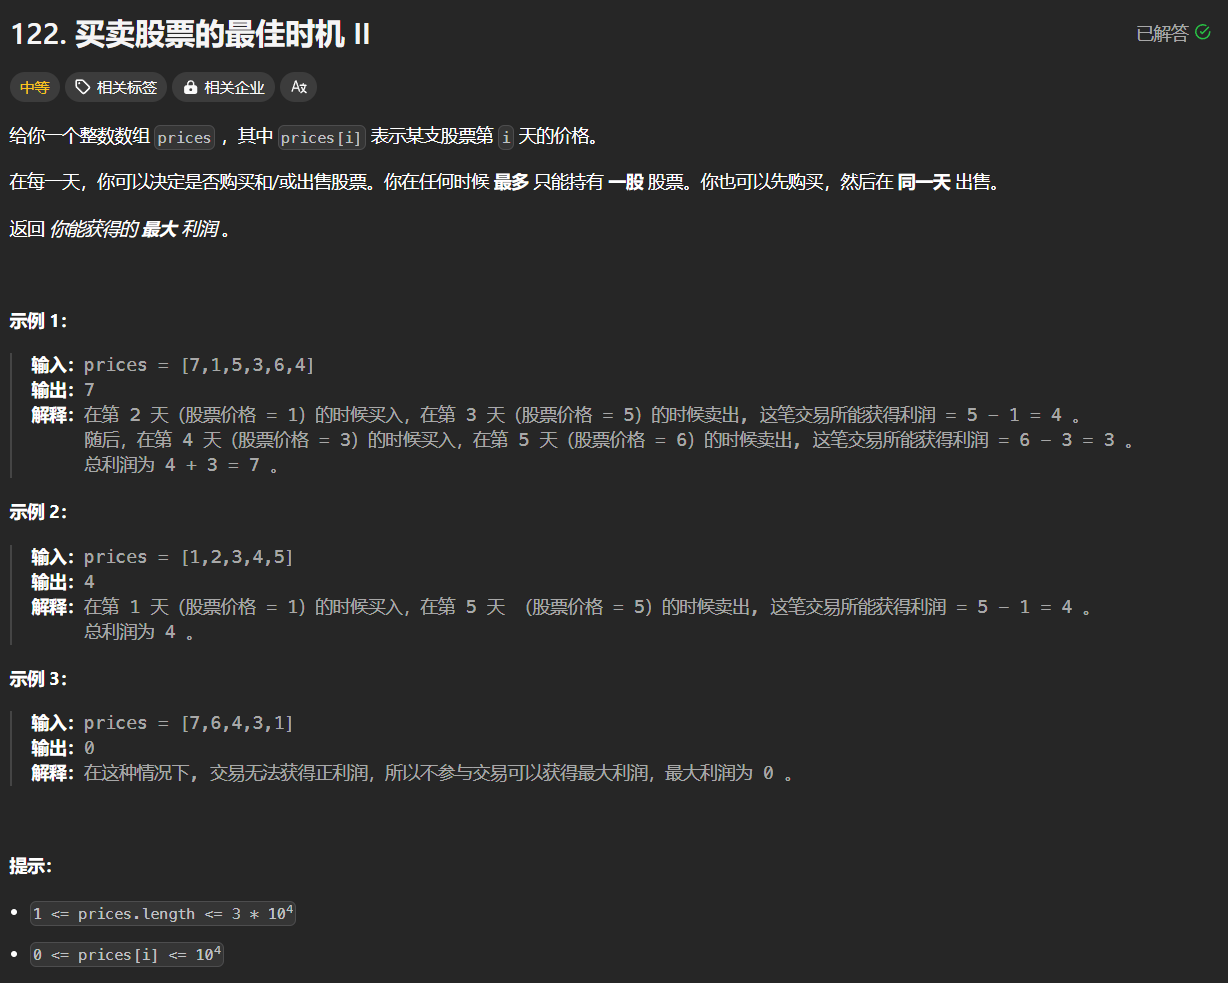 122. 买卖股票的最佳时机 II
已解答
中等 相关标签 相关企业
给你一个整数数组 prices ，其中 prices[i] 表示某支股票第 i 天的价格。
在每一天，你可以决定是否购买和/或出售股票。你在任何时候 最多 只能持有 一股 股票。你也可以先购买，然后在 同一天 出售。
返回 你能获得的 最大 利润 。
示例 1：
输入：prices = [7,1,5,3,6,4]
输出：7
解释：在第 2 天（股票价格 = 1）的时候买入，在第 3 天（股票价格 = 5）的时候卖出, 这笔交易所能获得利润 = 5 - 1 = 4 。
随后，在第 4 天（股票价格 = 3）的时候买入，在第 5 天（股票价格 = 6）的时候卖出, 这笔交易所能获得利润 = 6 - 3 = 3 。
总利润为 4 + 3 = 7 。
示例 2：
输入：prices = [1,2,3,4,5]
输出：4
解释：在第 1 天（股票价格 = 1）的时候买入，在第 5 天 （股票价格 = 5）的时候卖出, 这笔交易所能获得利润 = 5 - 1 = 4 。
总利润为 4 。
示例 3：
输入：prices = [7,6,4,3,1]
输出：0
解释：在这种情况下, 交易无法获得正利润，所以不参与交易可以获得最大利润，最大利润为 0 。
提示：
1 <= prices.length <= 3 * 10⁴
0 <= prices[i] <= 10⁴